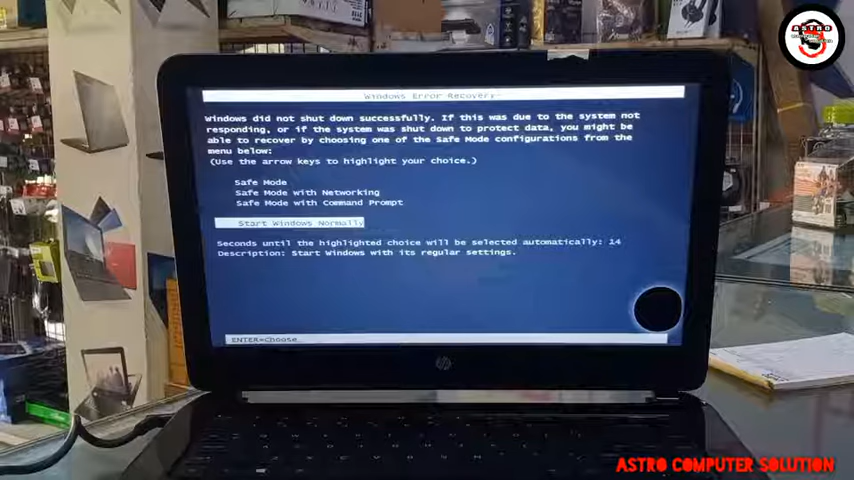 ASTRO
Windows Error Recovery
Windows did not shut down successfully. If this was due to the system not
responding, or if the system was shut down to protect data, you might be
able to recover by choosing one of the Safe Mode configurations from the
menu below:
(Use the arrow keys to highlight your choice.)
Safe Mode
Safe Mode with Networking
Safe Mode with Command Prompt
Start Windows Normally
Seconds until the highlighted choice will be selected automatically: 14
Description: Start Windows with its regular settings.
ENTER=Choose
hp
ASTRO COMPUTER SOLUTION